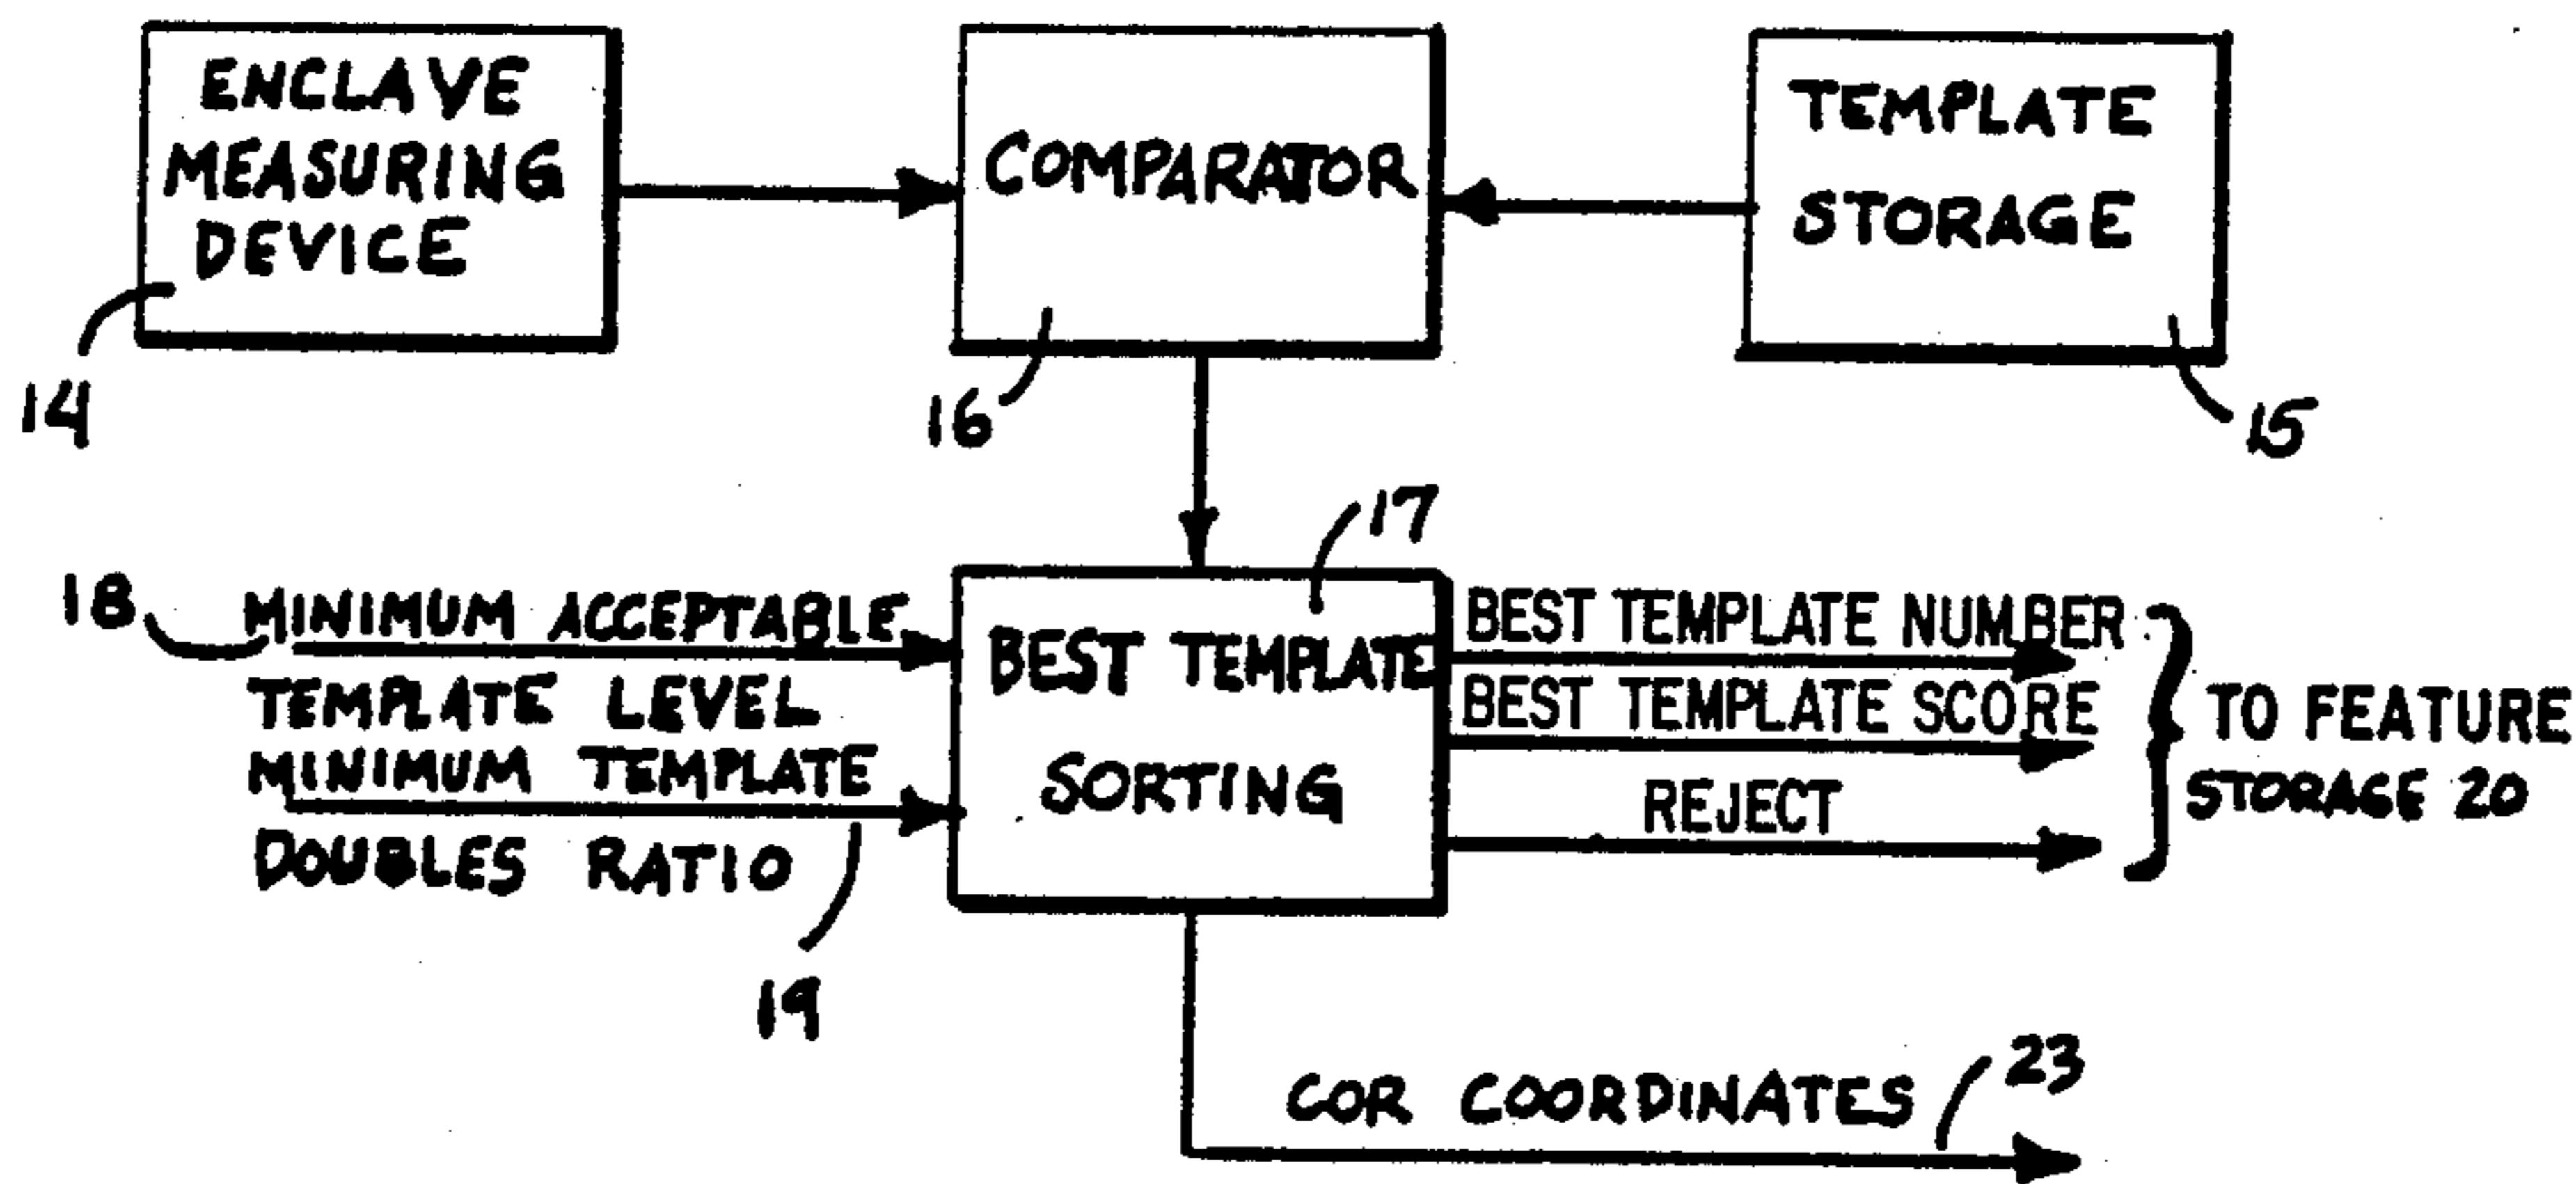 ENCLAVE
MEASURING
DEVICE
14
COMPARATOR
16
TEMPLATE
STORAGE
15
17
18
MINIMUM ACCEPTABLE
TEMPLATE LEVEL
MINIMUM TEMPLATE
DOUBLES RATIO
19
BEST TEMPLATE
SORTING
BEST TEMPLATE NUMBER
BEST TEMPLATE SCORE
REJECT
TO FEATURE
STORAGE 20
COR COORDINATES
23